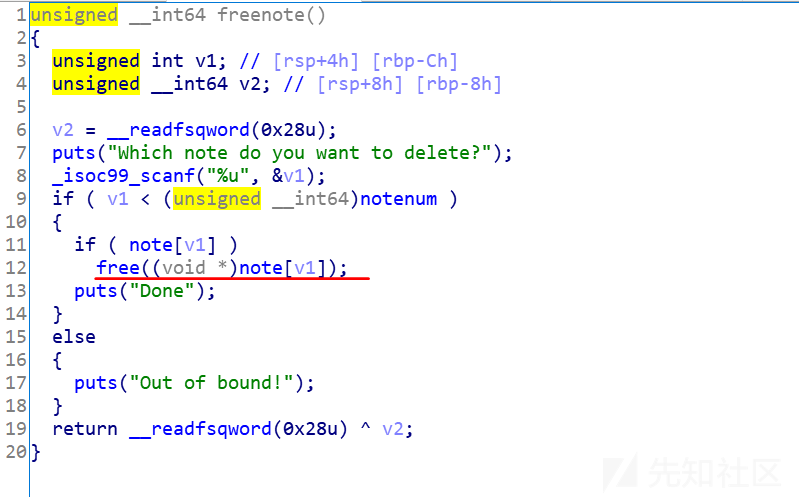 1 unsigned __int64 freenote()
2 {
3 unsigned int v1; // [rsp+4h] [rbp-Ch]
4 unsigned __int64 v2; // [rsp+8h] [rbp-8h]
5
6 v2 = __readfsqword(0x28u);
7 puts("Which note do you want to delete?");
8 _isoc99_scanf("%u", &v1);
9 if ( v1 < (unsigned __int64)notenum )
10 {
11 if ( note[v1] )
12 free((void *)note[v1]);
13 puts("Done");
14 }
15 else
16 {
17 puts("Out of bound!");
18 }
19 return __readfsqword(0x28u) ^ v2;
20 }
先知社区